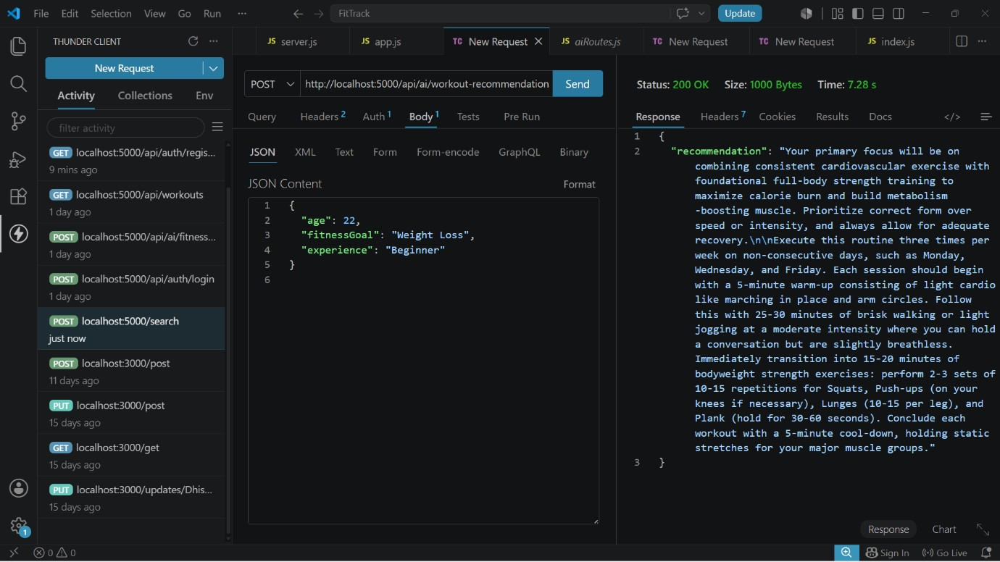 File Edit Selection View Go Run ··· FitTrack Update
THUNDER CLIENT ···
JS server.js JS app.js TC New Request JS aiRoutes.js TC New Request TC New Request JS index.js ···
New Request
Activity Collections Env
filter activity
GET localhost:5000/api/auth/regis...
9 mins ago
GET localhost:5000/api/workouts
1 day ago
POST localhost:5000/api/ai/fitness...
1 day ago
POST localhost:5000/api/auth/login
1 day ago
POST localhost:5000/search
just now
POST localhost:3000/post
11 days ago
PUT localhost:3000/post
15 days ago
GET localhost:3000/get
15 days ago
PUT localhost:3000/updates/Dhis...
15 days ago
POST http://localhost:5000/api/ai/workout-recommendation Send
Query Headers 2 Auth 1 Body 1 Tests Pre Run
JSON XML Text Form Form-encode GraphQL Binary
JSON Content Format
1 {
2 "age": 22,
3 "fitnessGoal": "Weight Loss",
4 "experience": "Beginner"
5 }
6
Status: 200 OK Size: 1000 Bytes Time: 7.28 s
Response Headers 7 Cookies Results Docs </>
1 {
2 "recommendation": "Your primary focus will be on
combining consistent cardiovascular exercise with
foundational full-body strength training to
maximize calorie burn and build metabolism
-boosting muscle. Prioritize correct form over
speed or intensity, and always allow for adequate
recovery.\n\nExecute this routine three times per
week on non-consecutive days, such as Monday,
Wednesday, and Friday. Each session should begin
with a 5-minute warm-up consisting of light cardio
like marching in place and arm circles. Follow
this with 25-30 minutes of brisk walking or light
jogging at a moderate intensity where you can hold
a conversation but are slightly breathless.
Immediately transition into 15-20 minutes of
bodyweight strength exercises: perform 2-3 sets of
10-15 repetitions for Squats, Push-ups (on your
knees if necessary), Lunges (10-15 per leg), and
Plank (hold for 30-60 seconds). Conclude each
workout with a 5-minute cool-down, holding static
stretches for your major muscle groups."
3 }
Response Chart
1
0 0 Sign In Go Live